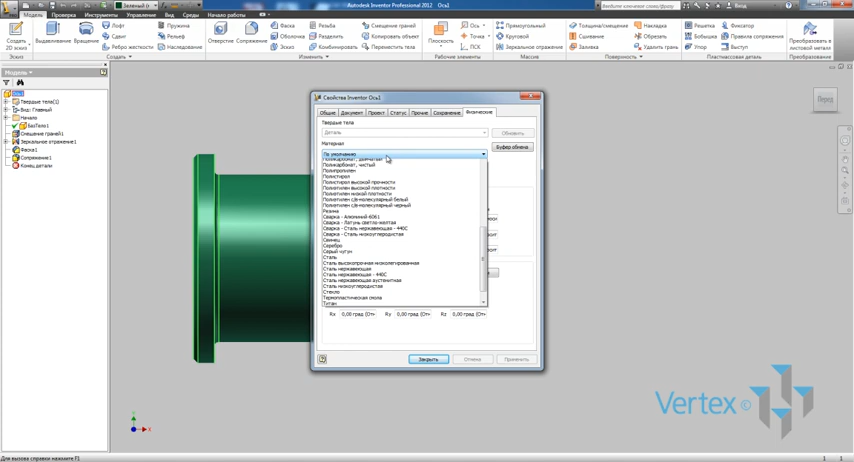 Autodesk Inventor Professional 2012 Ось1
Зеленый
Модель Проверка Инструменты Управление Вид Среды Начало работы
Создать 2D эскиз
Выдавливание
Вращение
Лофт
Сдвиг
Ребро жесткости
Пружина
Рельеф
Наследование
Отверстие
Сопряжение
Фаска
Оболочка
Эскиз
Резьба
Разделить
Комбинировать
Смещение граней
Копировать объект
Переместить тела
Плоскость
Ось
Точка
ПСК
Прямоугольный
Круговой
Зеркальное отражение
Сшивание
Заливка
Обрезка
Удалить грань
Решетка
Бобышка
Упор
Фиксатор
Правила сопряжения
Выступ
Преобразовать в листовой металл
Эскиз
Создать
Изменить
Рабочие элементы
Массив
Поверхность
Пластмассовая деталь
Преобразование
Модель
Ось1
Твердые тела(1)
Вид: Главный
Начало
БазТело1
Смещение граней1
Зеркальное отражение1
Фаска1
Сопряжение1
Конец детали
Свойства Inventor Ось1
Общие Документ Проект Статус Прочие Сохранение Физические
Твердые тела
Деталь
Обновить
Материал
По умолчанию
Буфер обмена
Поликарбонат, чистый
Полипропилен
Полистирол
Полистирол высокой прочности
Полиэтилен высокой плотности
Полиэтилен низкой плотности
Полиэтилен с/в-молекулярный белый
Полиэтилен с/в-молекулярный черный
Резина
Сварка - Алюминий-6061
Сварка - Латунь светло-желтая
Сварка - Сталь нержавеющая - 440C
Сварка - Сталь низкоуглеродистая
Свинец
Серебро
Серый чугун
Сталь
Сталь высокопрочная низколегированная
Сталь нержавеющая
Сталь нержавеющая - 440C
Сталь нержавеющая аустенитная
Сталь низкоуглеродистая
Стекло
Термопластическая смола
Титан
Rx 0,00 град (От Ry 0,00 град (От Rz 0,00 град (От
Закрыть
Отмена
Применить
Перед
Vertex ©
Для вызова справки нажмите F1
1 1